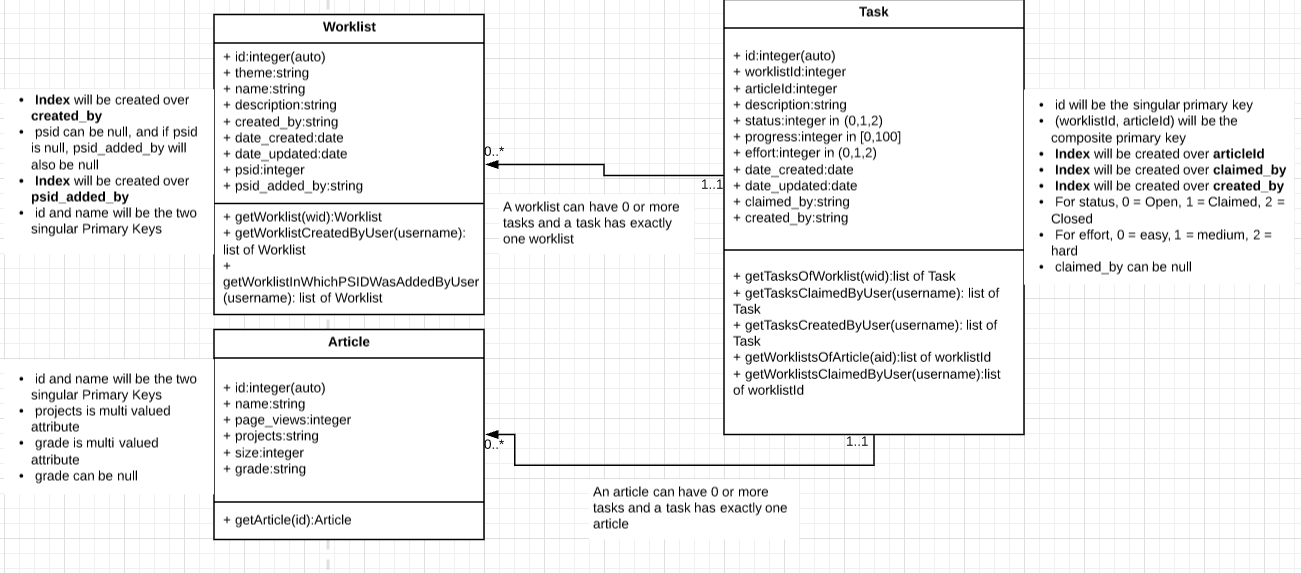 Worklist
+ id:integer(auto)
+ theme:string
+ name:string
+ description:string
+ created_by:string
+ date_created:date
+ date_updated:date
+ psid:integer
+ psid_added_by:string
+ getWorklist(wid):Worklist
+ getWorklistCreatedByUser(username):
list of Worklist
+
getWorklistInWhichPSIDWasAddedByUser
(username): list of Worklist
• Index will be created over
created_by
• psid can be null, and if psid
is null, psid_added_by will
also be null
• Index will be created over
psid_added_by
• id and name will be the two
singular Primary Keys
0..*
1..1
A worklist can have 0 or more
tasks and a task has exactly
one worklist
Task
+ id:integer(auto)
+ worklistId:integer
+ articleId:integer
+ description:string
+ status:integer in (0,1,2)
+ progress:integer in [0,100]
+ effort:integer in (0,1,2)
+ date_created:date
+ date_updated:date
+ claimed_by:string
+ created_by:string
+ getTasksOfWorklist(wid):list of Task
+ getTasksClaimedByUser(username): list of
Task
+ getTasksCreatedByUser(username): list of
Task
+ getWorklistsOfArticle(aid):list of worklistId
+ getWorklistsClaimedByUser(username):list
of worklistId
• id will be the singular primary key
• (worklistId, articleId) will be the
composite primary key
• Index will be created over articleId
• Index will be created over claimed_by
• Index will be created over created_by
• For status, 0 = Open, 1 = Claimed, 2 =
Closed
• For effort, 0 = easy, 1 = medium, 2 =
hard
• claimed_by can be null
Article
+ id:integer(auto)
+ name:string
+ page_views:integer
+ projects:string
+ size:integer
+ grade:string
+ getArticle(id):Article
• id and name will be the two
singular Primary Keys
• projects is multi valued
attribute
• grade is multi valued
attribute
• grade can be null
0..*
1..1
An article can have 0 or more
tasks and a task has exactly one
article